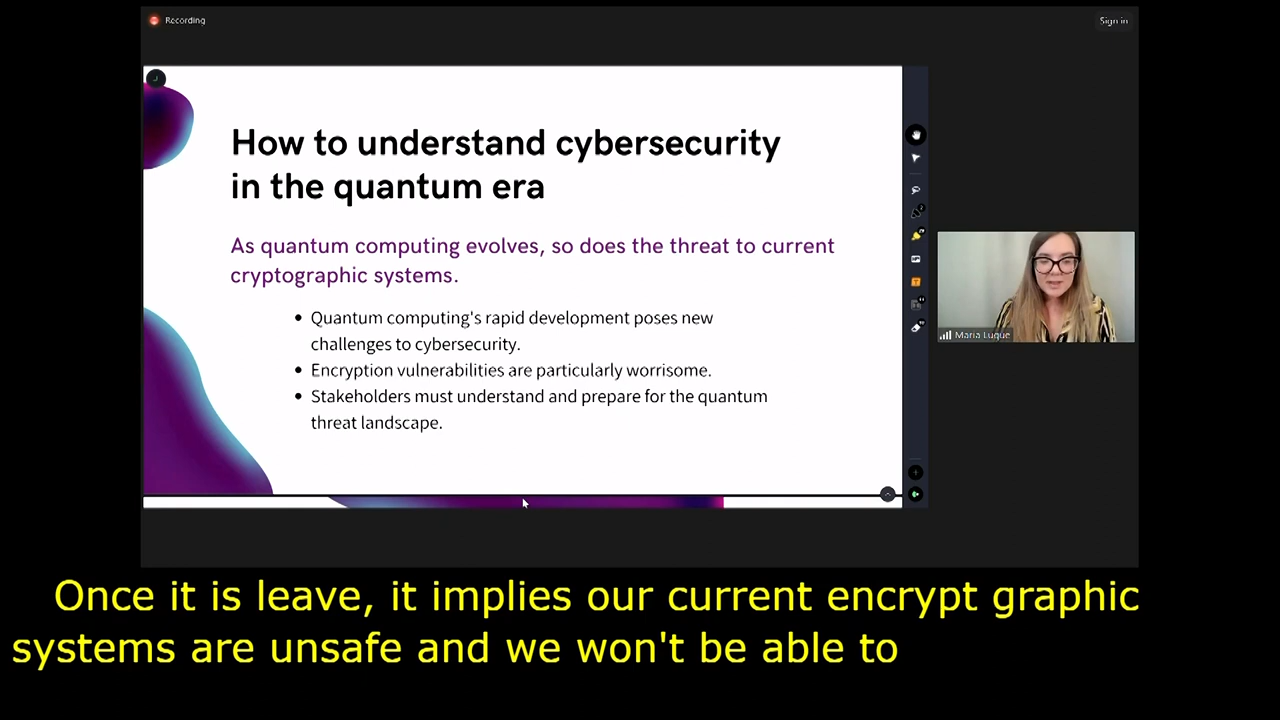 Recording
Sign in
How to understand cybersecurity
in the quantum era
As quantum computing evolves, so does the threat to current
cryptographic systems.
• Quantum computing's rapid development poses new
challenges to cybersecurity.
• Encryption vulnerabilities are particularly worrisome.
• Stakeholders must understand and prepare for the quantum
threat landscape.
Maria Luque
Once it is leave, it implies our current encrypt graphic
systems are unsafe and we won't be able to